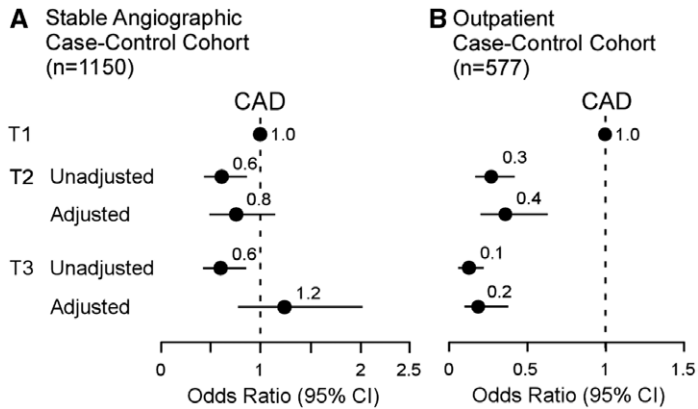 A Stable Angiographic
Case-Control Cohort
(n=1150)
CAD
T1
1.0
T2 Unadjusted
0.6
Adjusted
0.8
T3 Unadjusted
0.6
Adjusted
1.2
0 1 2 2.5
Odds Ratio (95% CI)
B Outpatient
Case-Control Cohort
(n=577)
CAD
1.0
0.3
0.4
0.1
0.2
0 0.5 1 1.5
Odds Ratio (95% CI)